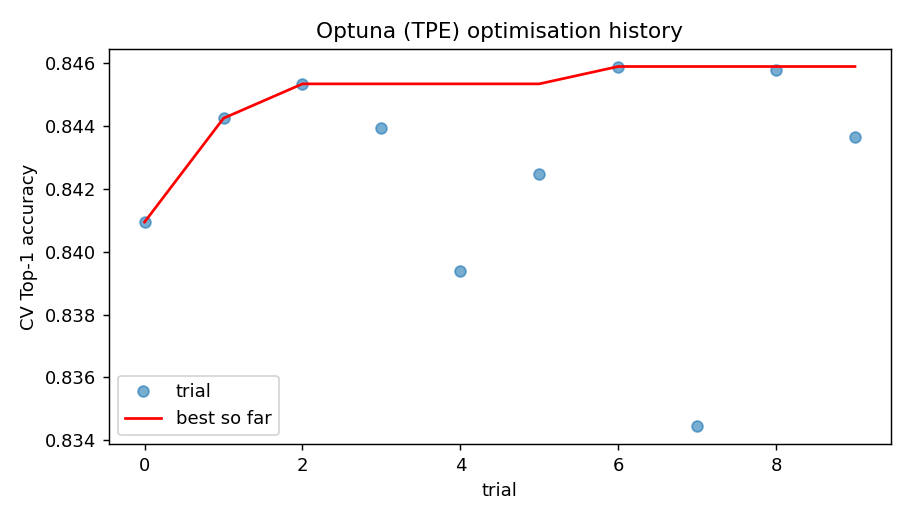 Optuna (TPE) optimisation history
CV Top-1 accuracy
0.846
0.844
0.842
0.840
0.838
0.836
0.834
trial
best so far
0 2 4 6 8
trial